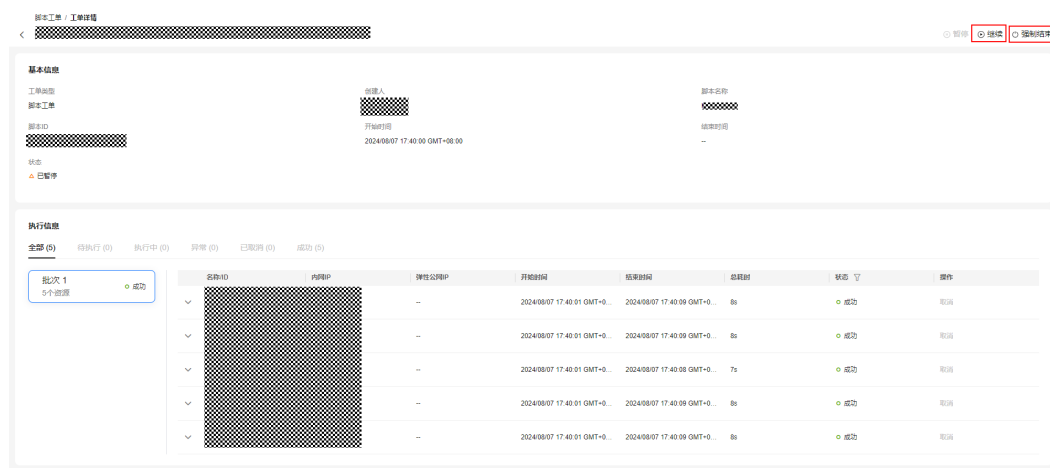 脚本工单 / 工单详情
暂停 继续 强制结束
基本信息
工单类型 创建人 脚本名称
脚本工单
脚本ID 开始时间 结束时间
2024/08/07 17:40:00 GMT+08:00 --
状态
已暂停
执行信息
全部 (5) 待执行 (0) 执行中 (0) 异常 (0) 已取消 (0) 成功 (5)
批次 1 成功
5个资源
名称/ID 内网IP 弹性公网IP 开始时间 结束时间 总耗时 状态 操作
-- 2024/08/07 17:40:01 GMT+0... 2024/08/07 17:40:09 GMT+0... 8s 成功 取消
-- 2024/08/07 17:40:01 GMT+0... 2024/08/07 17:40:09 GMT+0... 8s 成功 取消
-- 2024/08/07 17:40:01 GMT+0... 2024/08/07 17:40:08 GMT+0... 7s 成功 取消
-- 2024/08/07 17:40:01 GMT+0... 2024/08/07 17:40:09 GMT+0... 8s 成功 取消
-- 2024/08/07 17:40:01 GMT+0... 2024/08/07 17:40:09 GMT+0... 8s 成功 取消